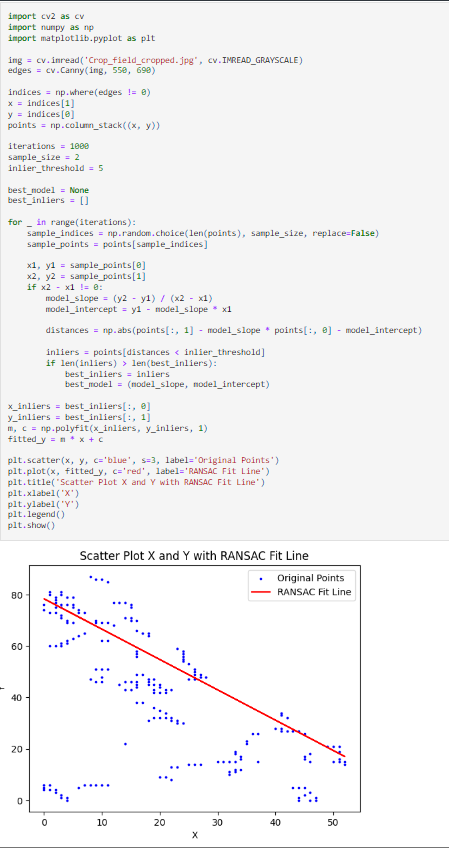 import cv2 as cv
import numpy as np
import matplotlib.pyplot as plt
img = cv.imread('Crop_field_cropped.jpg', cv.IMREAD_GRAYSCALE)
edges = cv.Canny(img, 550, 690)
indices = np.where(edges != 0)
x = indices[1]
y = indices[0]
points = np.column_stack((x, y))
iterations = 1000
sample_size = 2
inlier_threshold = 5
best_model = None
best_inliers = []
for _ in range(iterations):
    sample_indices = np.random.choice(len(points), sample_size, replace=False)
    sample_points = points[sample_indices]
    x1, y1 = sample_points[0]
    x2, y2 = sample_points[1]
    if x2 - x1 != 0:
        model_slope = (y2 - y1) / (x2 - x1)
        model_intercept = y1 - model_slope * x1
        distances = np.abs(points[:, 1] - model_slope * points[:, 0] - model_intercept)
        inliers = points[distances < inlier_threshold]
        if len(inliers) > len(best_inliers):
            best_inliers = inliers
            best_model = (model_slope, model_intercept)
x_inliers = best_inliers[:, 0]
y_inliers = best_inliers[:, 1]
m, c = np.polyfit(x_inliers, y_inliers, 1)
fitted_y = m * x + c
plt.scatter(x, y, c='blue', s=3, label='Original Points')
plt.plot(x, fitted_y, c='red', label='RANSAC Fit Line')
plt.title('Scatter Plot X and Y with RANSAC Fit Line')
plt.xlabel('X')
plt.ylabel('Y')
plt.legend()
plt.show()
Scatter Plot X and Y with RANSAC Fit Line
Original Points
RANSAC Fit Line
80
60
40
20
0
0 10 20 30 40 50
X